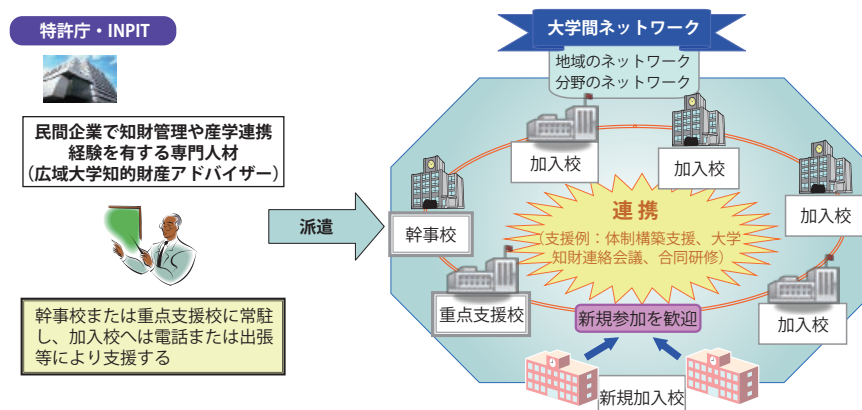 特許庁・INPIT
民間企業で知財管理や産学連携
経験を有する専門人材
（広域大学知的財産アドバイザー）
幹事校または重点支援校に常駐
し、加入校へは電話または出張
等により支援する
派遣
大学間ネットワーク
地域のネットワーク
分野のネットワーク
加入校
加入校
加入校
幹事校
連携
（支援例：体制構築支援、大学
知財連絡会議、合同研修）
重点支援校
新規参加を歓迎
加入校
新規加入校